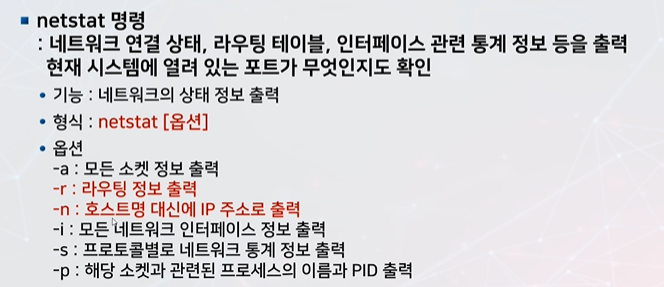 netstat 명령
: 네트워크 연결 상태, 라우팅 테이블, 인터페이스 관련 통계 정보 등을 출력
현재 시스템에 열려 있는 포트가 무엇인지도 확인
• 기능 : 네트워크의 상태 정보 출력
• 형식 : netstat [옵션]
• 옵션
-a : 모든 소켓 정보 출력
-r : 라우팅 정보 출력
-n : 호스트명 대신에 IP 주소로 출력
-i : 모든 네트워크 인터페이스 정보 출력
-s : 프로토콜별로 네트워크 통계 정보 출력
-p : 해당 소켓과 관련된 프로세스의 이름과 PID 출력